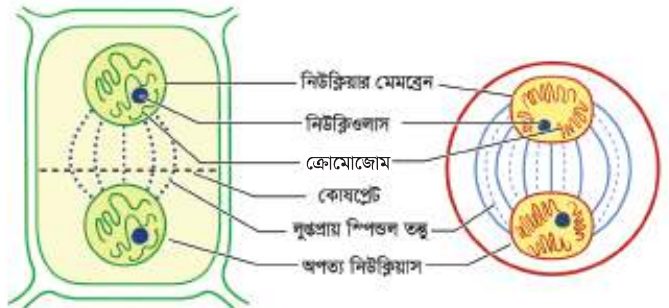 নিউক্লিয়ার মেমব্রেন
নিউক্লিওলাস
ক্রোমোজোম
কোষপ্লেট
লুপ্তপ্রায় স্পিন্ডল তন্তু
অপত্য নিউক্লিয়াস